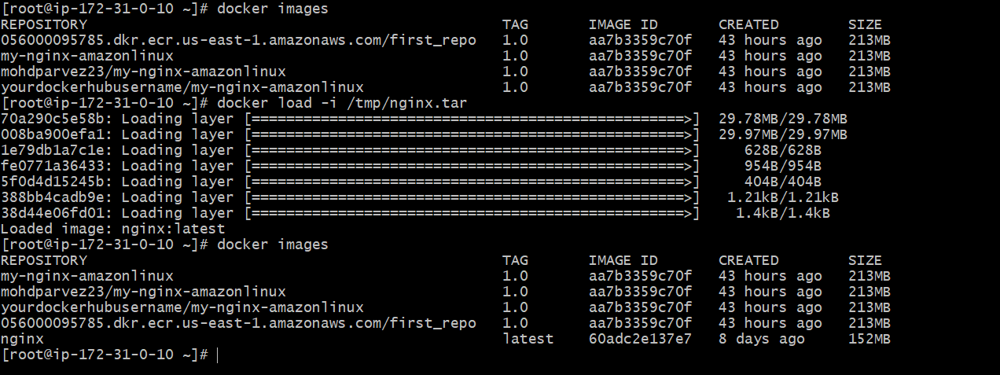 [root@ip-172-31-0-10 ~]# docker images
REPOSITORY TAG IMAGE ID CREATED SIZE
056000095785.dkr.ecr.us-east-1.amazonaws.com/first_repo 1.0 aa7b3359c70f 43 hours ago 213MB
my-nginx-amazonlinux 1.0 aa7b3359c70f 43 hours ago 213MB
mohdparvez23/my-nginx-amazonlinux 1.0 aa7b3359c70f 43 hours ago 213MB
yourdockerhubusername/my-nginx-amazonlinux 1.0 aa7b3359c70f 43 hours ago 213MB
[root@ip-172-31-0-10 ~]# docker load -i /tmp/nginx.tar
70a290c5e58b: Loading layer [==================================================>] 29.78MB/29.78MB
008ba900efa1: Loading layer [==================================================>] 29.97MB/29.97MB
1e79db1a7c1e: Loading layer [==================================================>] 628B/628B
fe0771a36433: Loading layer [==================================================>] 954B/954B
5f0d4d15245b: Loading layer [==================================================>] 404B/404B
388bb4cadb9e: Loading layer [==================================================>] 1.21kB/1.21kB
38d44e06fd01: Loading layer [==================================================>] 1.4kB/1.4kB
Loaded image: nginx:latest
[root@ip-172-31-0-10 ~]# docker images
REPOSITORY TAG IMAGE ID CREATED SIZE
my-nginx-amazonlinux 1.0 aa7b3359c70f 43 hours ago 213MB
mohdparvez23/my-nginx-amazonlinux 1.0 aa7b3359c70f 43 hours ago 213MB
yourdockerhubusername/my-nginx-amazonlinux 1.0 aa7b3359c70f 43 hours ago 213MB
056000095785.dkr.ecr.us-east-1.amazonaws.com/first_repo 1.0 aa7b3359c70f 43 hours ago 213MB
nginx latest 60adc2e137e7 8 days ago 152MB
[root@ip-172-31-0-10 ~]#